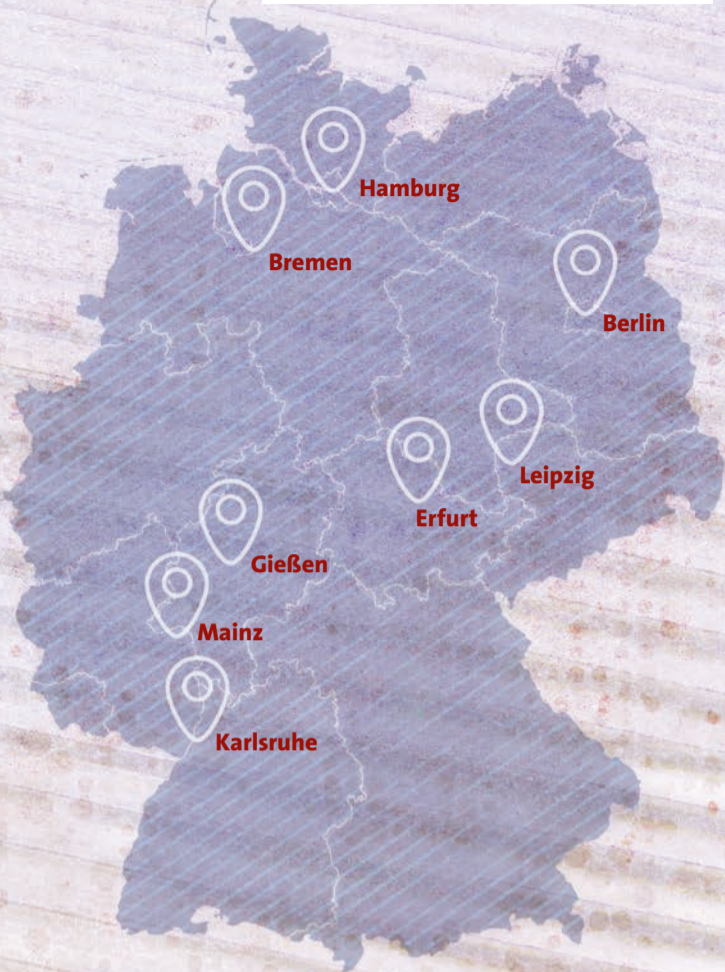 Hamburg
Bremen
Berlin
Leipzig
Erfurt
Gießen
Mainz
Karlsruhe